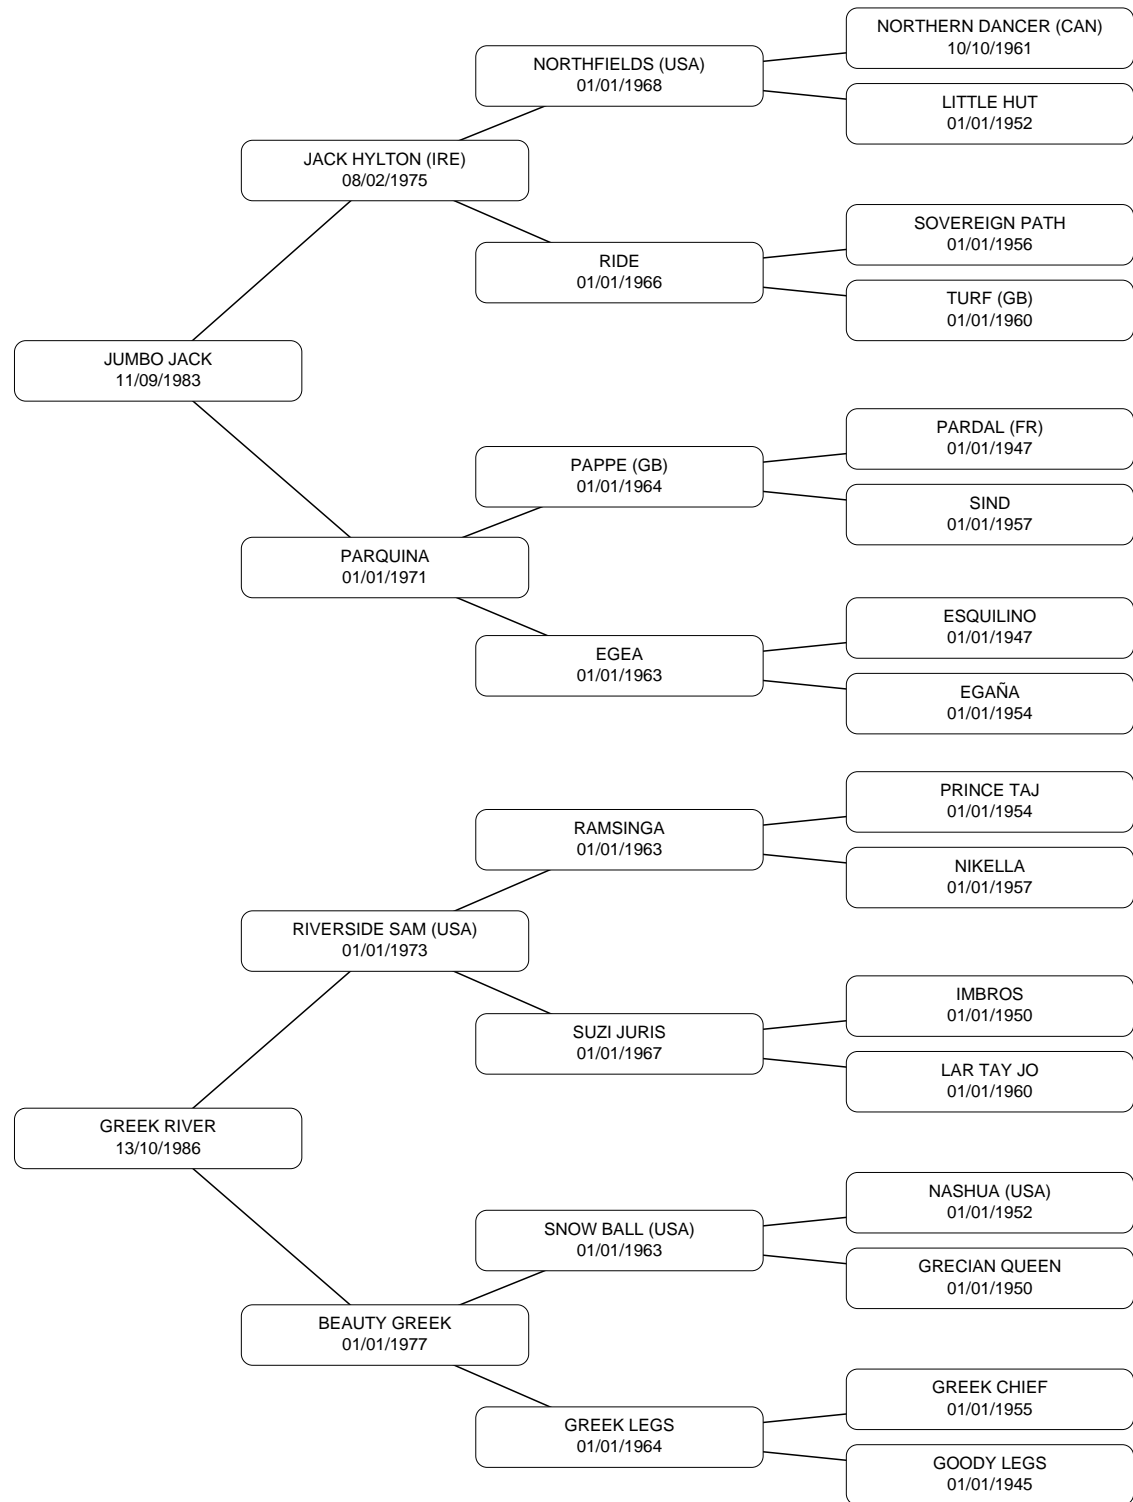 NORTHERN DANCER (CAN)
10/10/1961
NORTHFIELDS (USA)
01/01/1968
LITTLE HUT
01/01/1952
JACK HYLTON (IRE)
08/02/1975
SOVEREIGN PATH
01/01/1956
RIDE
01/01/1966
TURF (GB)
01/01/1960
JUMBO JACK
11/09/1983
PARDAL (FR)
01/01/1947
PAPPE (GB)
01/01/1964
SIND
01/01/1957
PARQUINA
01/01/1971
ESQUILINO
01/01/1947
EGEA
01/01/1963
EGAÑA
01/01/1954
PRINCE TAJ
01/01/1954
RAMSINGA
01/01/1963
NIKELLA
01/01/1957
RIVERSIDE SAM (USA)
01/01/1973
IMBROS
01/01/1950
SUZI JURIS
01/01/1967
LAR TAY JO
01/01/1960
GREEK RIVER
13/10/1986
NASHUA (USA)
01/01/1952
SNOW BALL (USA)
01/01/1963
GRECIAN QUEEN
01/01/1950
BEAUTY GREEK
01/01/1977
GREEK CHIEF
01/01/1955
GREEK LEGS
01/01/1964
GOODY LEGS
01/01/1945